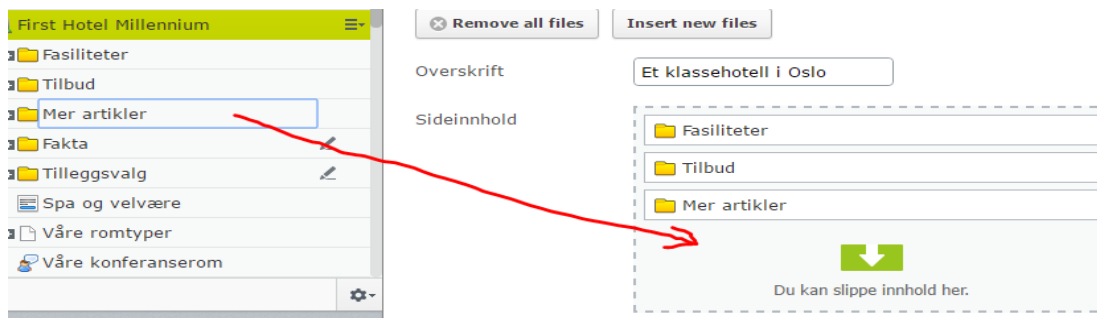 First Hotel Millennium
Fasiliteter
Tilbud
Mer artikler
Fakta
Tilleggsvalg
Spa og velvære
Våre romtyper
Våre konferanserom
Remove all files
Insert new files
Overskrift
Et klassehotell i Oslo
Sideinnhold
Fasiliteter
Tilbud
Mer artikler
Du kan slippe innhold her.